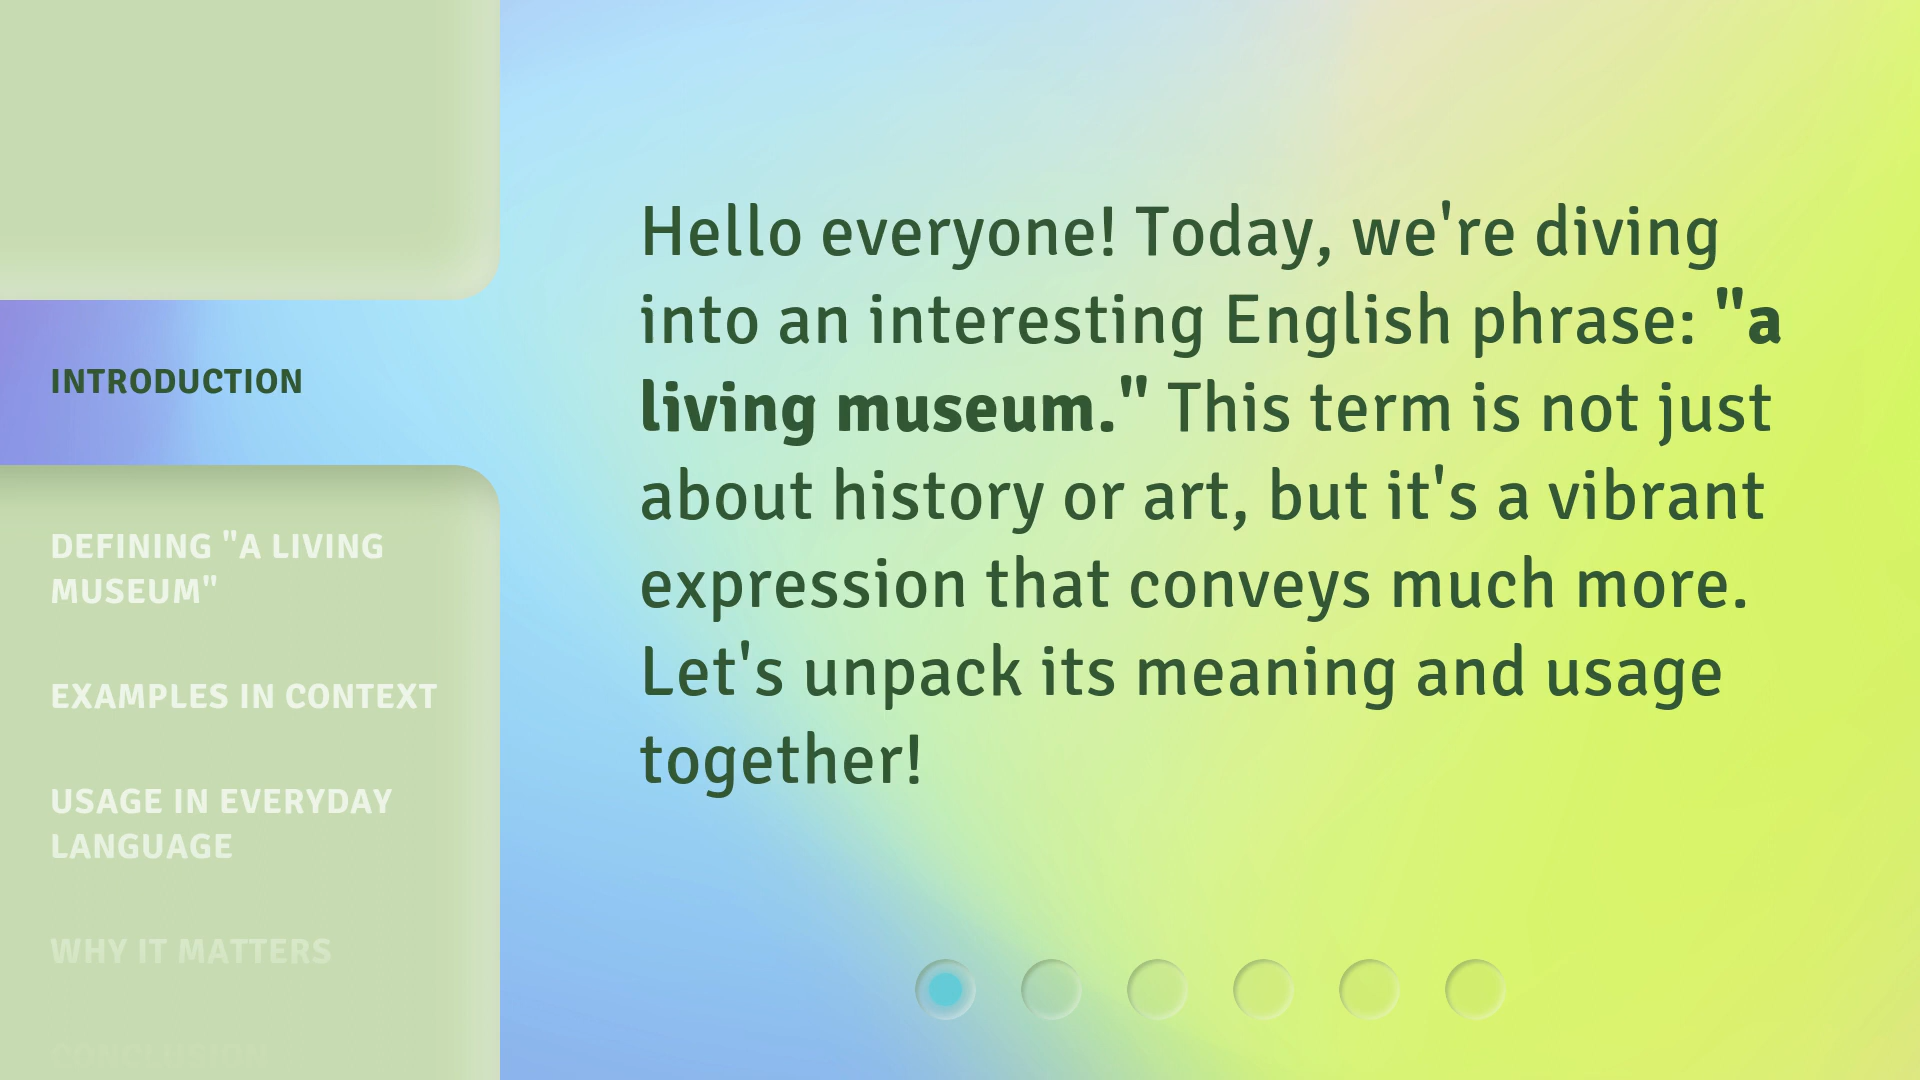 INTRODUCTION
DEFINING "A LIVING
MUSEUM"
EXAMPLES IN CONTEXT
USAGE IN EVERYDAY
LANGUAGE
WHY IT MATTERS
CONCLUSION
Hello everyone! Today, we're diving
into an interesting English phrase: "a
living museum." This term is not just
about history or art, but it's a vibrant
expression that conveys much more.
Let's unpack its meaning and usage
together!